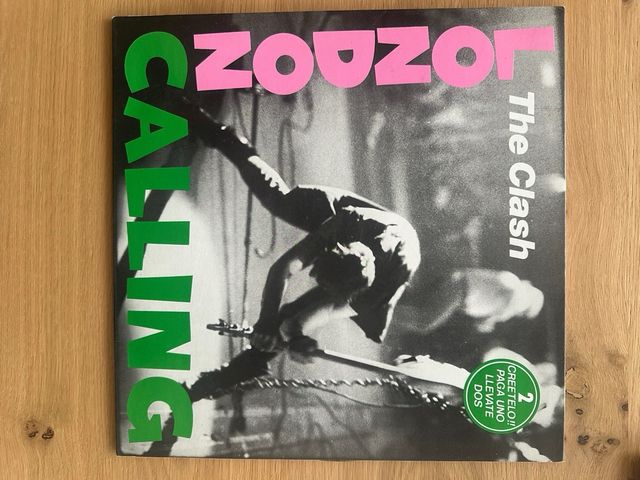 LONDON
CALLING
The Clash
2
CREETELO!!
PAGA UNO
LLEVATE
DOS